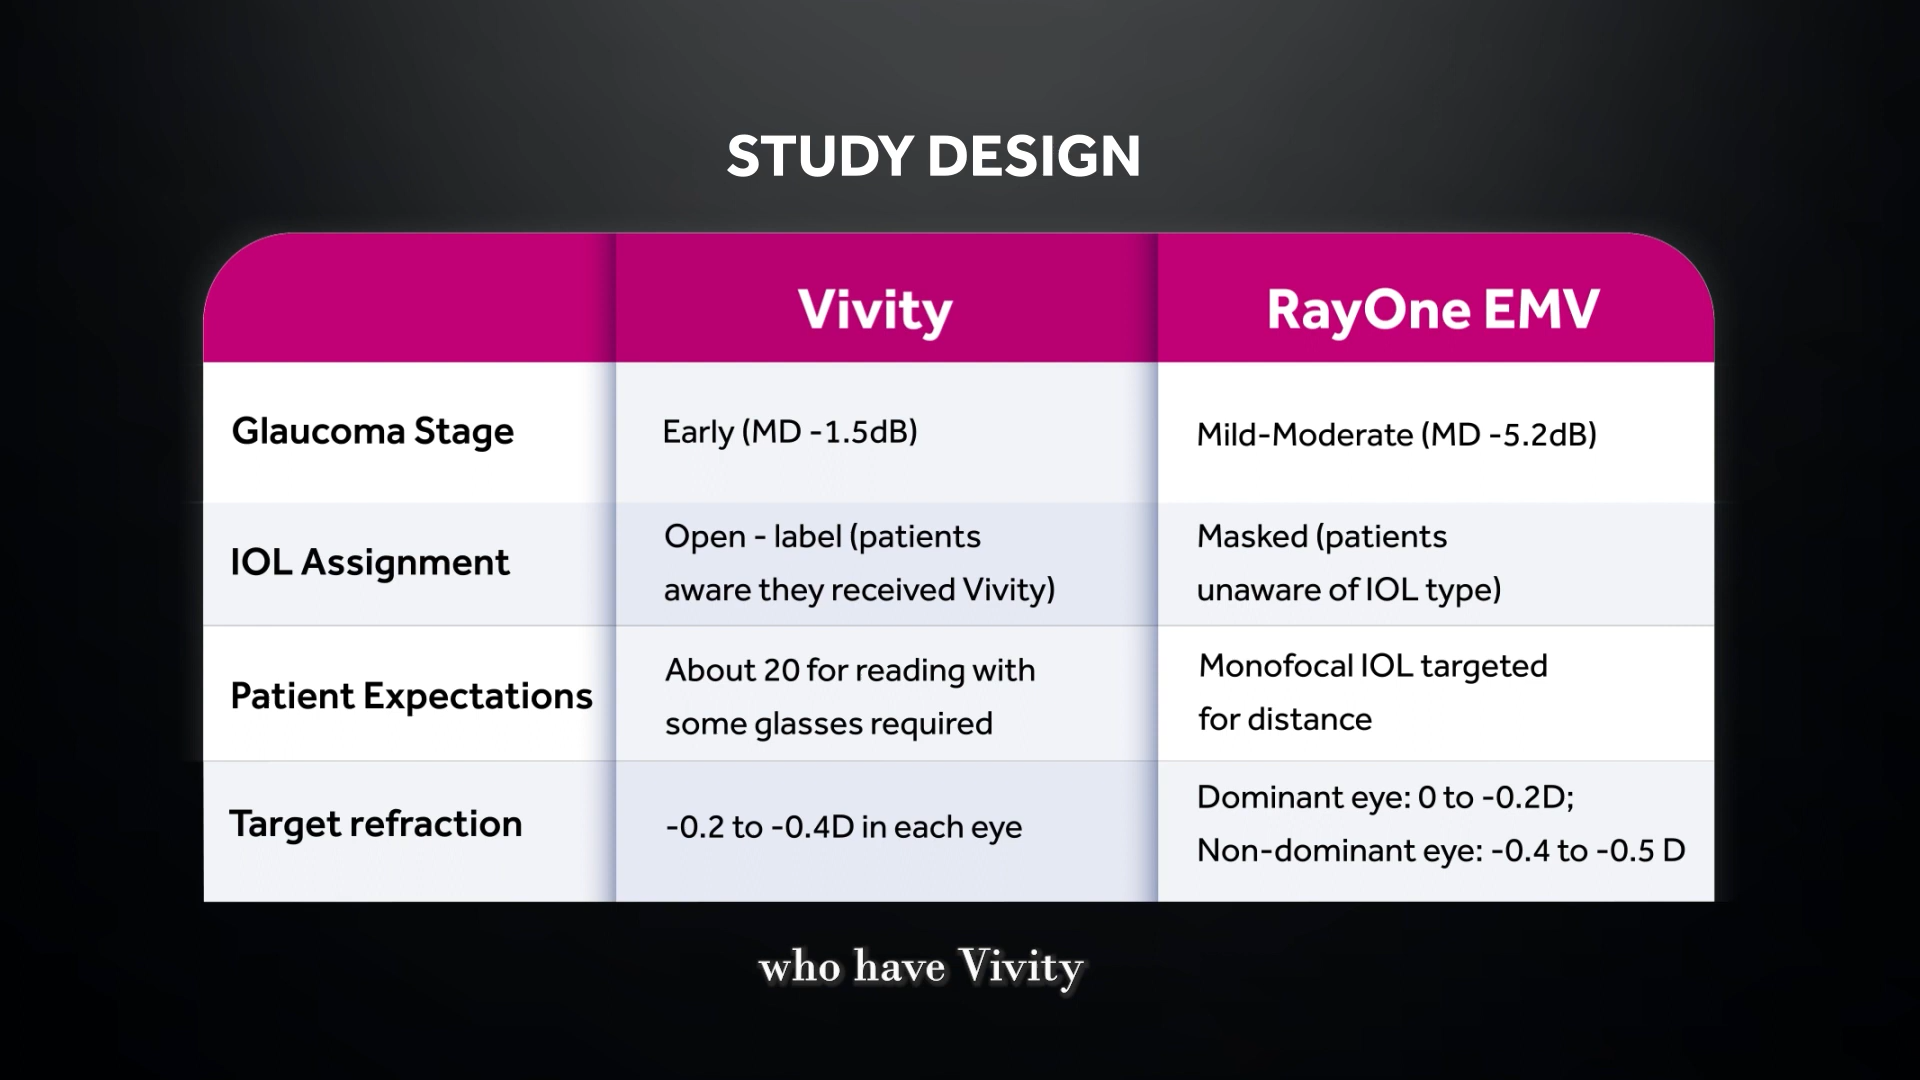 STUDY DESIGN
Vivity
RayOne EMV
Glaucoma Stage
Early (MD -1.5dB)
Mild-Moderate (MD -5.2dB)
IOL Assignment
Open - label (patients
aware they received Vivity)
Masked (patients
unaware of IOL type)
Patient Expectations
About 20 for reading with
some glasses required
Monofocal IOL targeted
for distance
Target refraction
-0.2 to -0.4D in each eye
Dominant eye: 0 to -0.2D;
Non-dominant eye: -0.4 to -0.5 D
who have Vivity